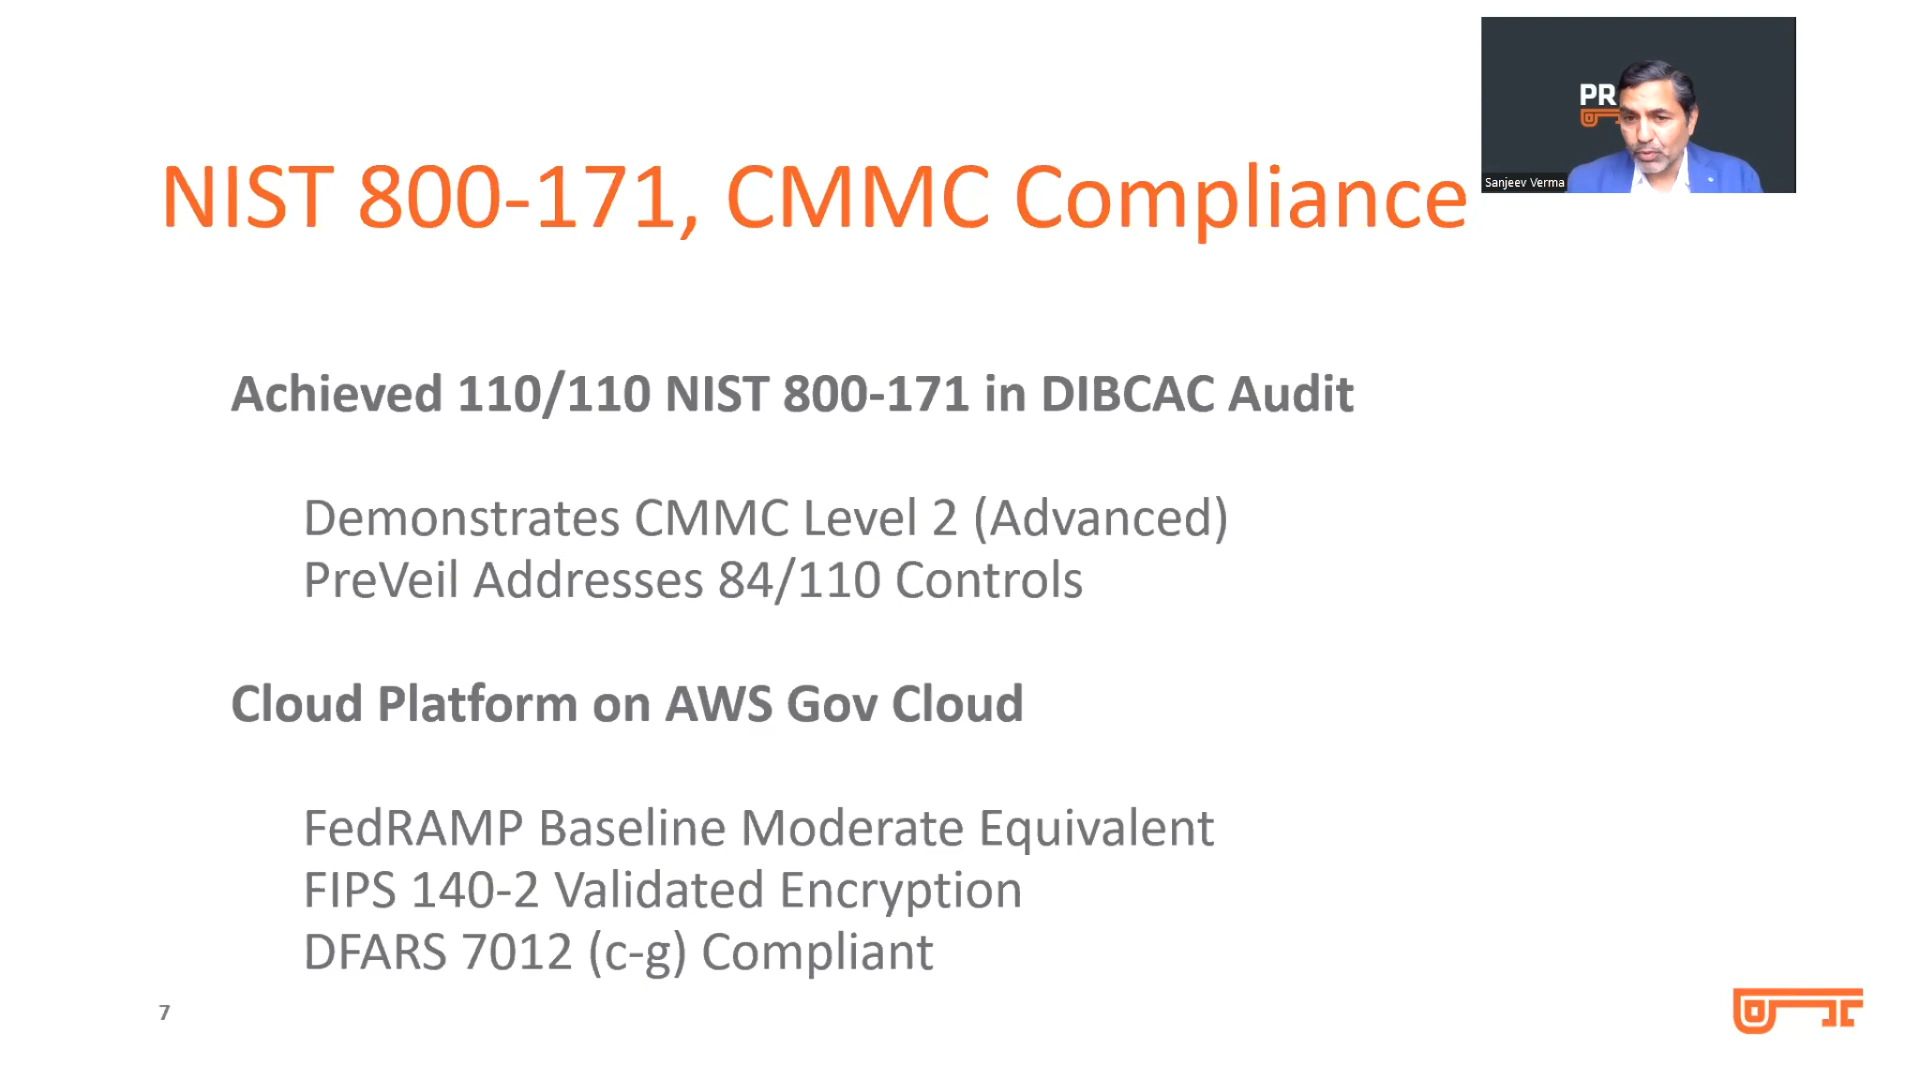 PR
Sanjeev Verma
NIST 800-171, CMMC Compliance
Achieved 110/110 NIST 800-171 in DIBCAC Audit
Demonstrates CMMC Level 2 (Advanced)
PreVeil Addresses 84/110 Controls
Cloud Platform on AWS Gov Cloud
FedRAMP Baseline Moderate Equivalent
FIPS 140-2 Validated Encryption
DFARS 7012 (c-g) Compliant
7